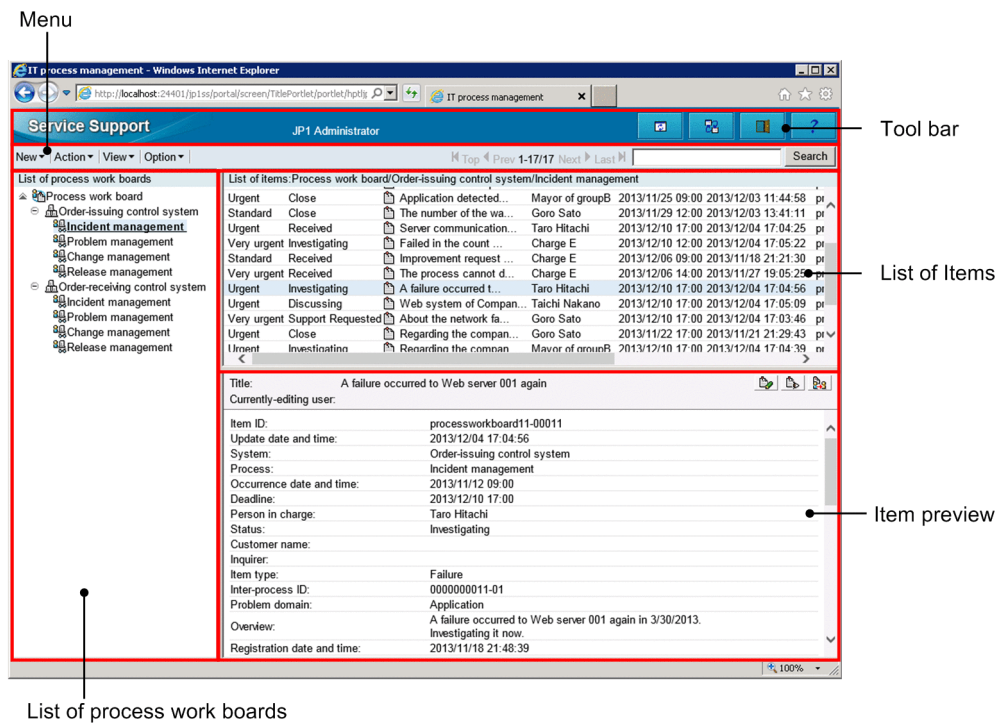 Menu
IT process management - Windows Internet Explorer
http://localhost:24401/jp1ss/portal/screen/TitlePortlet/portlet/hptlg
IT process management
Service Support
JP1 Administrator
?
Tool bar
New Action View Option
Top Prev 1-17/17 Next Last
Search
List of process work boards
Process work board
Order-issuing control system
Incident management
Problem management
Change management
Release management
Order-receiving control system
Incident management
Problem management
Change management
Release management
List of items:Process work board/Order-issuing control system/Incident management
Urgent Close Application detected... Mayor of groupB 2013/11/25 09:00 2013/12/03 11:44:58 pr
Standard Close The number of the wa... Goro Sato 2013/11/29 12:00 2013/12/03 13:41:11 pr
Urgent Received Server communication... Taro Hitachi 2013/12/10 17:00 2013/12/04 17:04:25 pr
Very urgent Investigating Failed in the count ... Charge E 2013/12/10 12:00 2013/12/04 17:05:22 pr
Standard Received Improvement request ... Charge E 2013/12/06 09:00 2013/11/18 21:21:30 pr
Very urgent Received The process cannot d... Charge E 2013/12/06 14:00 2013/11/27 19:05:25 pr
Urgent Investigating A failure occurred t... Taro Hitachi 2013/12/10 17:00 2013/12/04 17:04:56 pr
Urgent Discussing Web system of Compan... Taichi Nakano 2013/12/10 17:00 2013/12/04 17:05:09 pr
Very urgent Support Requested About the network fa... Goro Sato 2013/12/10 17:00 2013/12/04 17:03:46 pr
Urgent Close Regarding the compan... Goro Sato 2013/11/22 17:00 2013/11/21 21:29:43 pr
Urgent Investigating Regarding the compan... Mayor of groupB 2013/12/10 17:00 2013/12/04 17:04:39 pr
List of Items
Title: A failure occurred to Web server 001 again
Currently-editing user:
Item ID: processworkboard11-00011
Update date and time: 2013/12/04 17:04:56
System: Order-issuing control system
Process: Incident management
Occurrence date and time: 2013/11/12 09:00
Deadline: 2013/12/10 17:00
Person in charge: Taro Hitachi
Status: Investigating
Customer name:
Inquirer:
Item type: Failure
Inter-process ID: 0000000011-01
Problem domain: Application
Overview: A failure occurred to Web server 001 again in 3/30/2013.
Investigating it now.
Registration date and time: 2013/11/18 21:48:39
Item preview
100%
List of process work boards